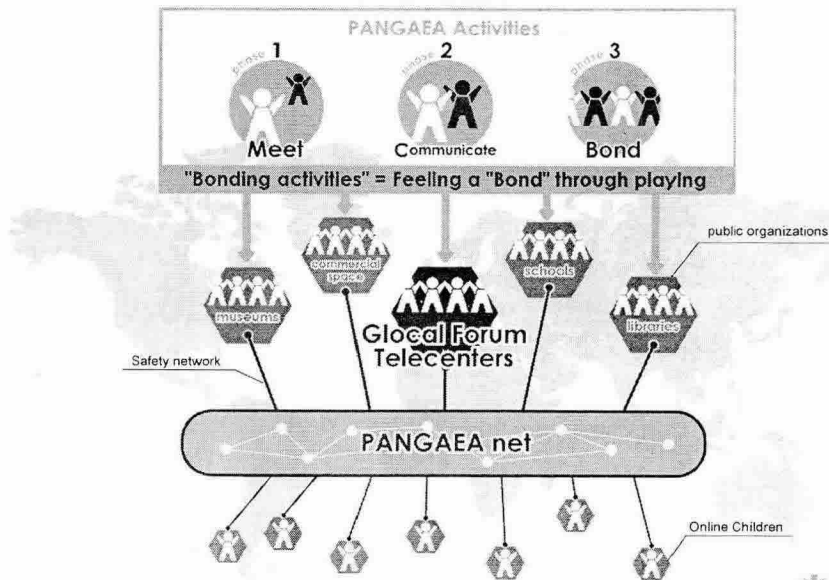 PANGAEA Activities
phase 1
phase 2
phase 3
Meet
Communicate
Bond
"Bonding activities" = Feeling a "Bond" through playing
public organizations
museums
commercial
space
Glocal Forum
Telecenters
schools
libraries
Safety network
PANGAEA net
Online Children